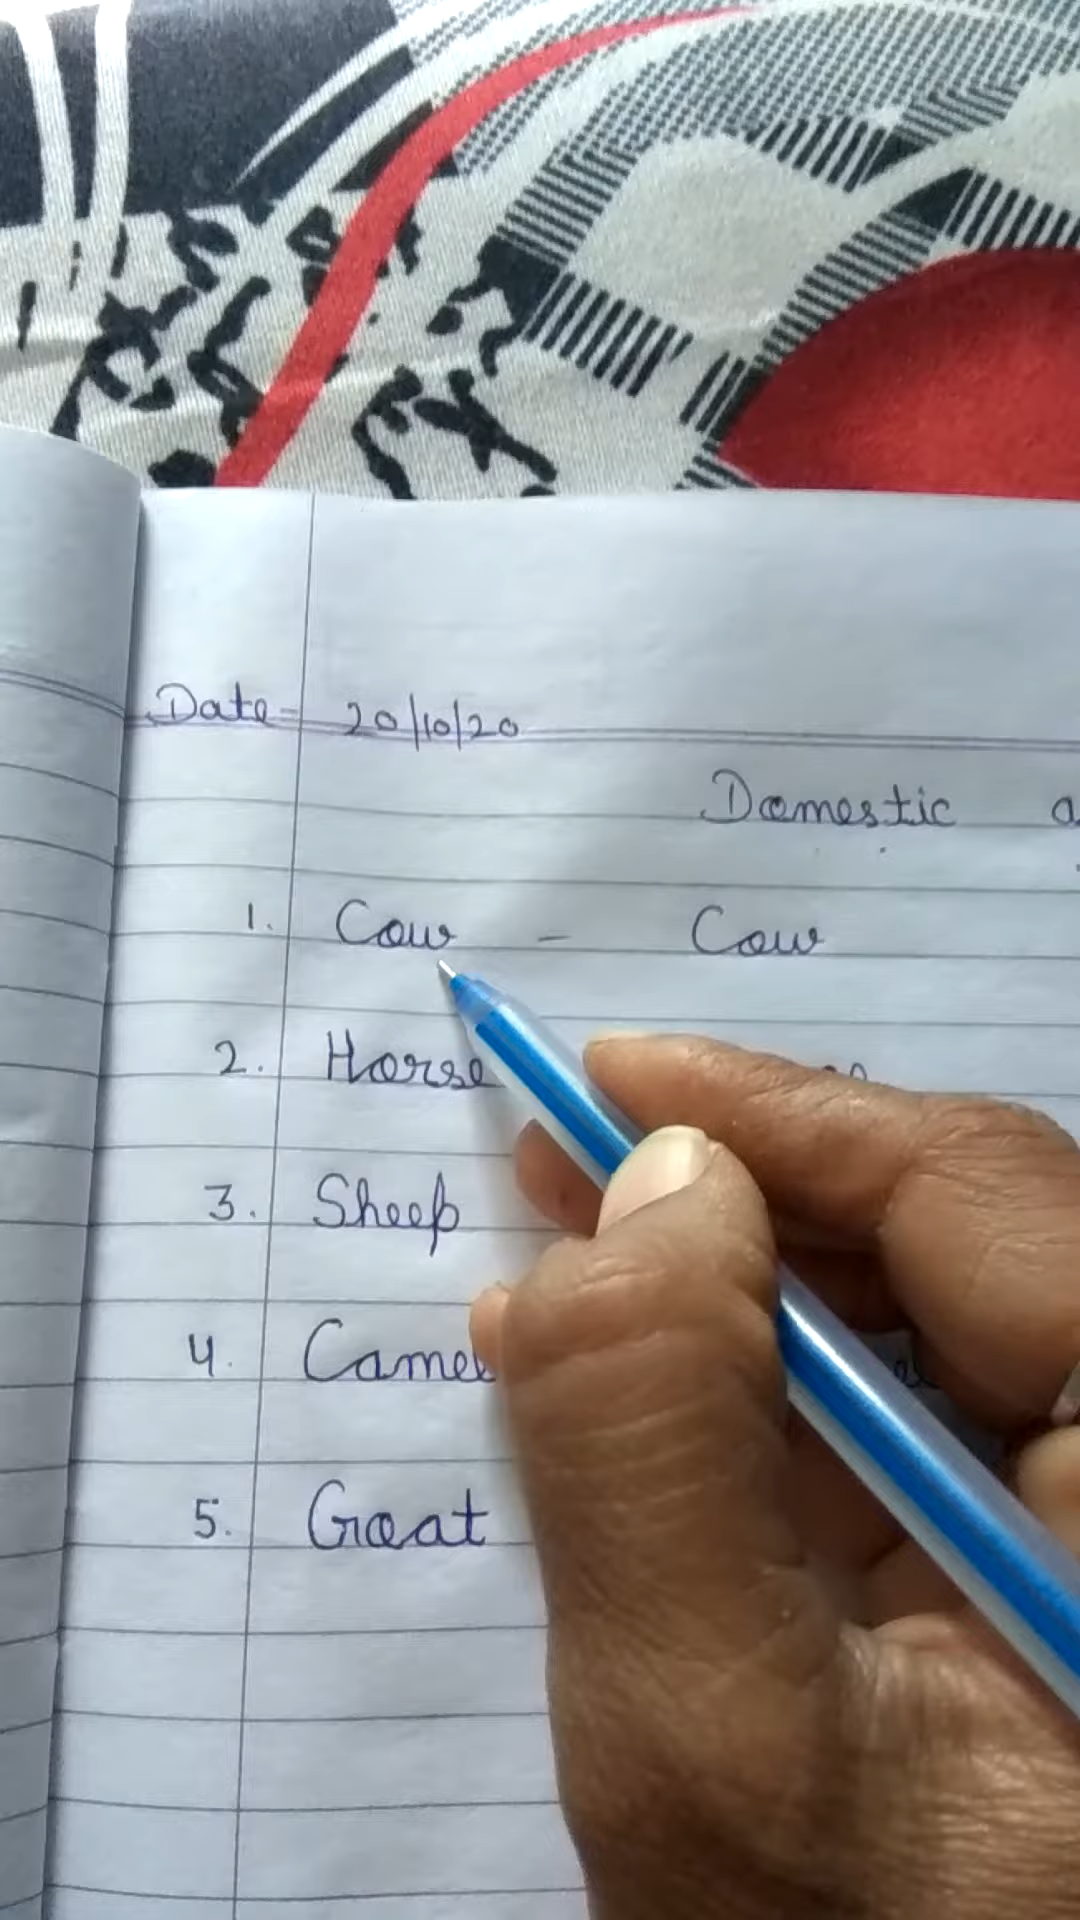 Date- 20/10/20
Domestic
1. Cow - Cow
2. Horse
3. Sheep
4. Camel
5. Goat